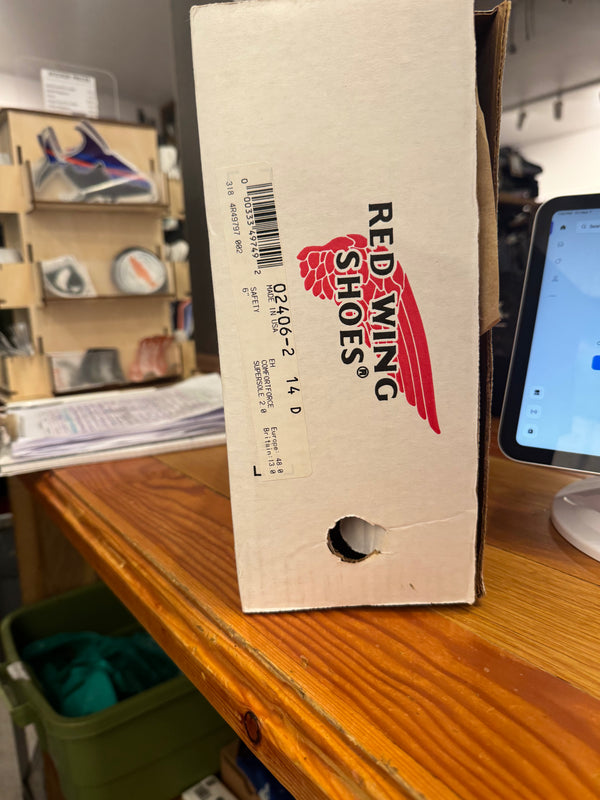 RED WING
SHOES®
02406-2 14 D
MADE IN USA
EH
Europe: 48.0
COMFORTFORCE
Britain:13.0
SAFETY
SUPERSOLE 2.0
6"
0 00333 49749 2
318 4R49797 002